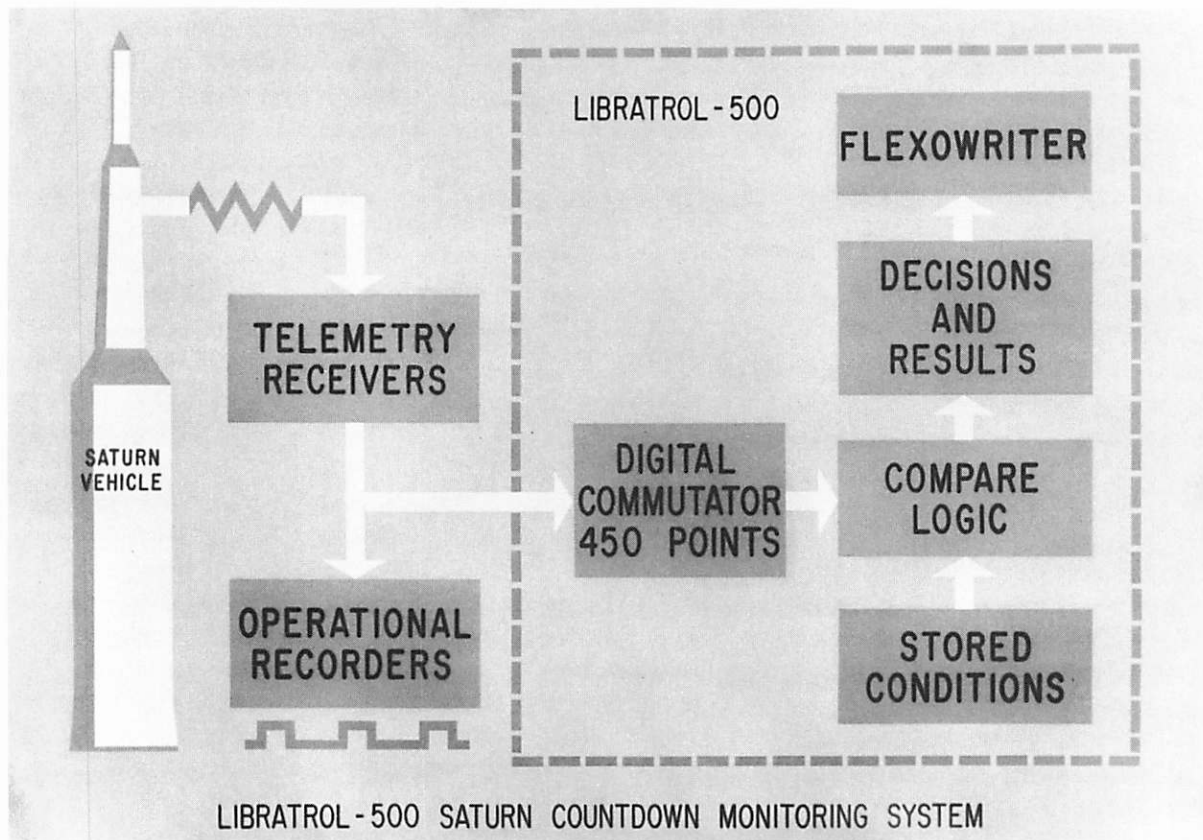 LIBRATROL-500
FLEXOWRITER
DECISIONS
AND
RESULTS
TELEMETRY
RECEIVERS
SATURN
VEHICLE
DIGITAL
COMMUTATOR
450 POINTS
COMPARE
LOGIC
OPERATIONAL
RECORDERS
STORED
CONDITIONS
LIBRATROL-500 SATURN COUNTDOWN MONITORING SYSTEM